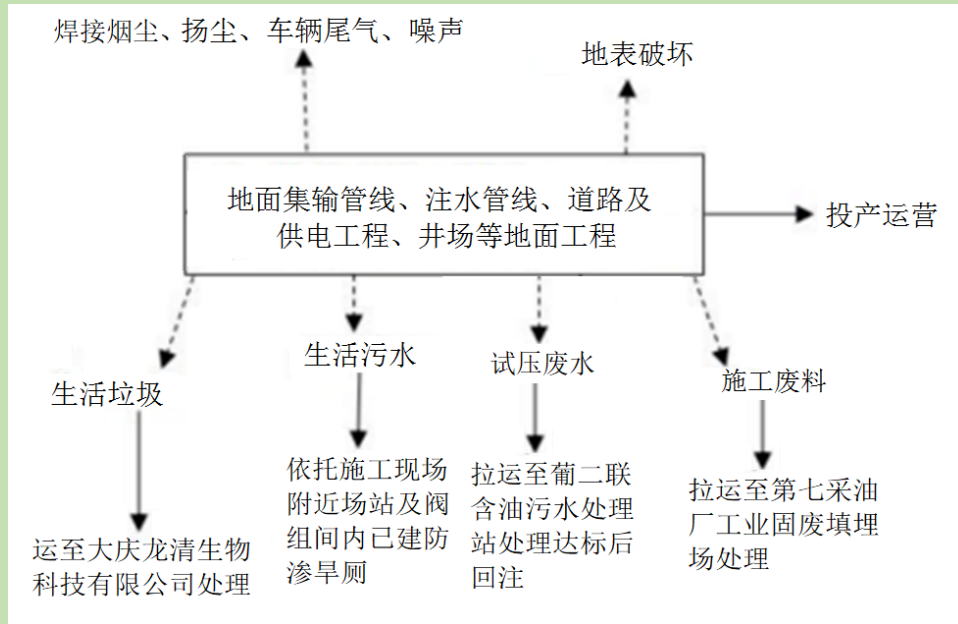 焊接烟尘、扬尘、车辆尾气、噪声
地表破坏
地面集输管线、注水管线、道路及
供电工程、井场等地面工程
投产运营
生活垃圾
生活污水
试压废水
施工废料
运至大庆龙清生物
科技有限公司处理
依托施工现场
附近场站及阀
组间内已建防
渗旱厕
拉运至葡二联
含油污水处理
站处理达标后
回注
拉运至第七采油
厂工业固废填埋
场处理